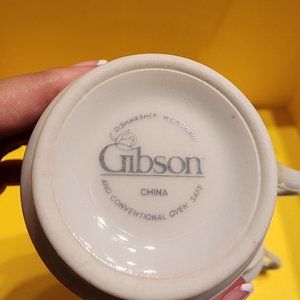 DISHWASHER MICROWAVE
Gibson
CHINA
AND CONVENTIONAL OVEN SAFE